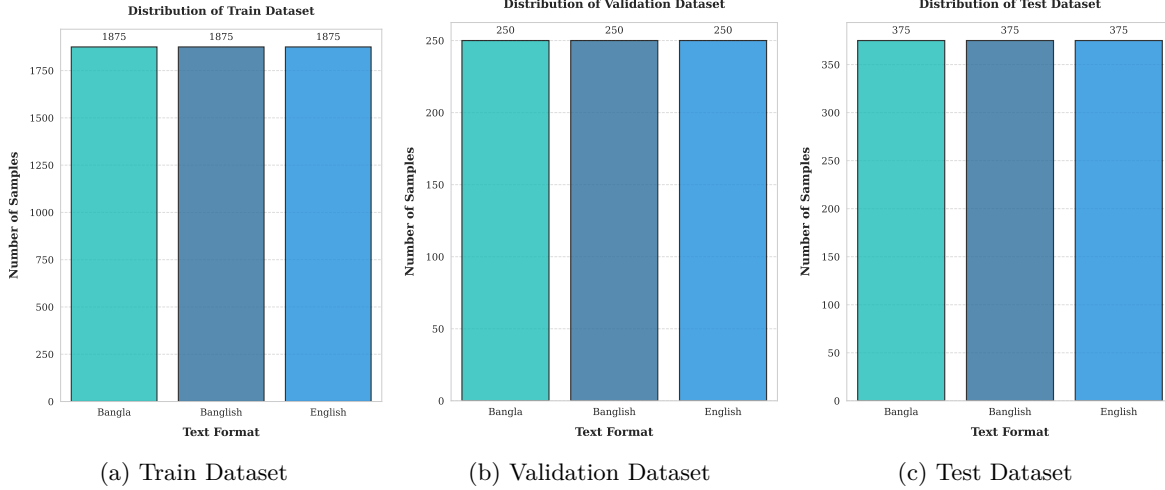 Distribution of Train Dataset
1875 1875 1875
Number of Samples
1750
1500
1250
1000
750
500
250
0
Bangla Banglish English
Text Format
(a) Train Dataset
Distribution of Validation Dataset
250 250 250
Number of Samples
250
200
150
100
50
0
Bangla Banglish English
Text Format
(b) Validation Dataset
Distribution of Test Dataset
375 375 375
Number of Samples
350
300
250
200
150
100
50
0
Bangla Banglish English
Text Format
(c) Test Dataset